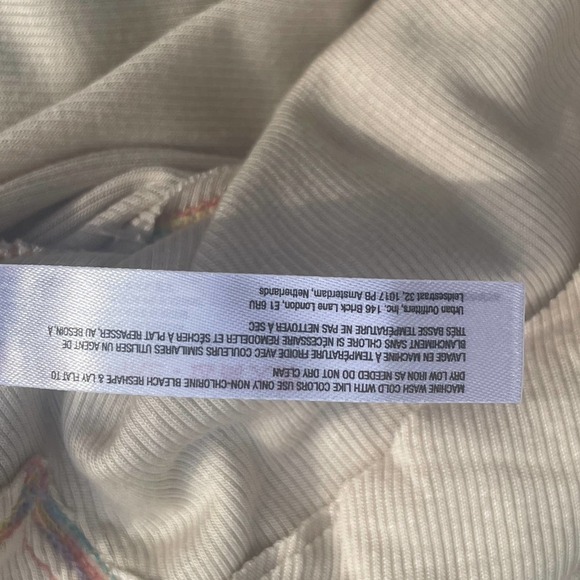 MACHINE WASH COLD WITH LIKE COLORS USE ONLY NON-CHLORINE BLEACH RESHAPE & LAY FLAT TO
DRY LOW IRON AS NEEDED DO NOT DRY CLEAN
LAVAGE EN MACHINE À TEMPÉRATURE FROIDE AVEC COULEURS SIMILAIRES UTILISER UN AGENT DE
BLANCHIMENT SANS CHLORE SI NÉCESSAIRE REMODELER ET SÉCHER À PLAT REPASSER, AU BESOIN, À
TRÈS BASSE TEMPÉRATURE NE PAS NETTOYER À SEC
Urban Outfitters, Inc. 146 Brick Lane London, E1 6RU
Leidsestraat 32, 1017 PB Amsterdam, Netherlands